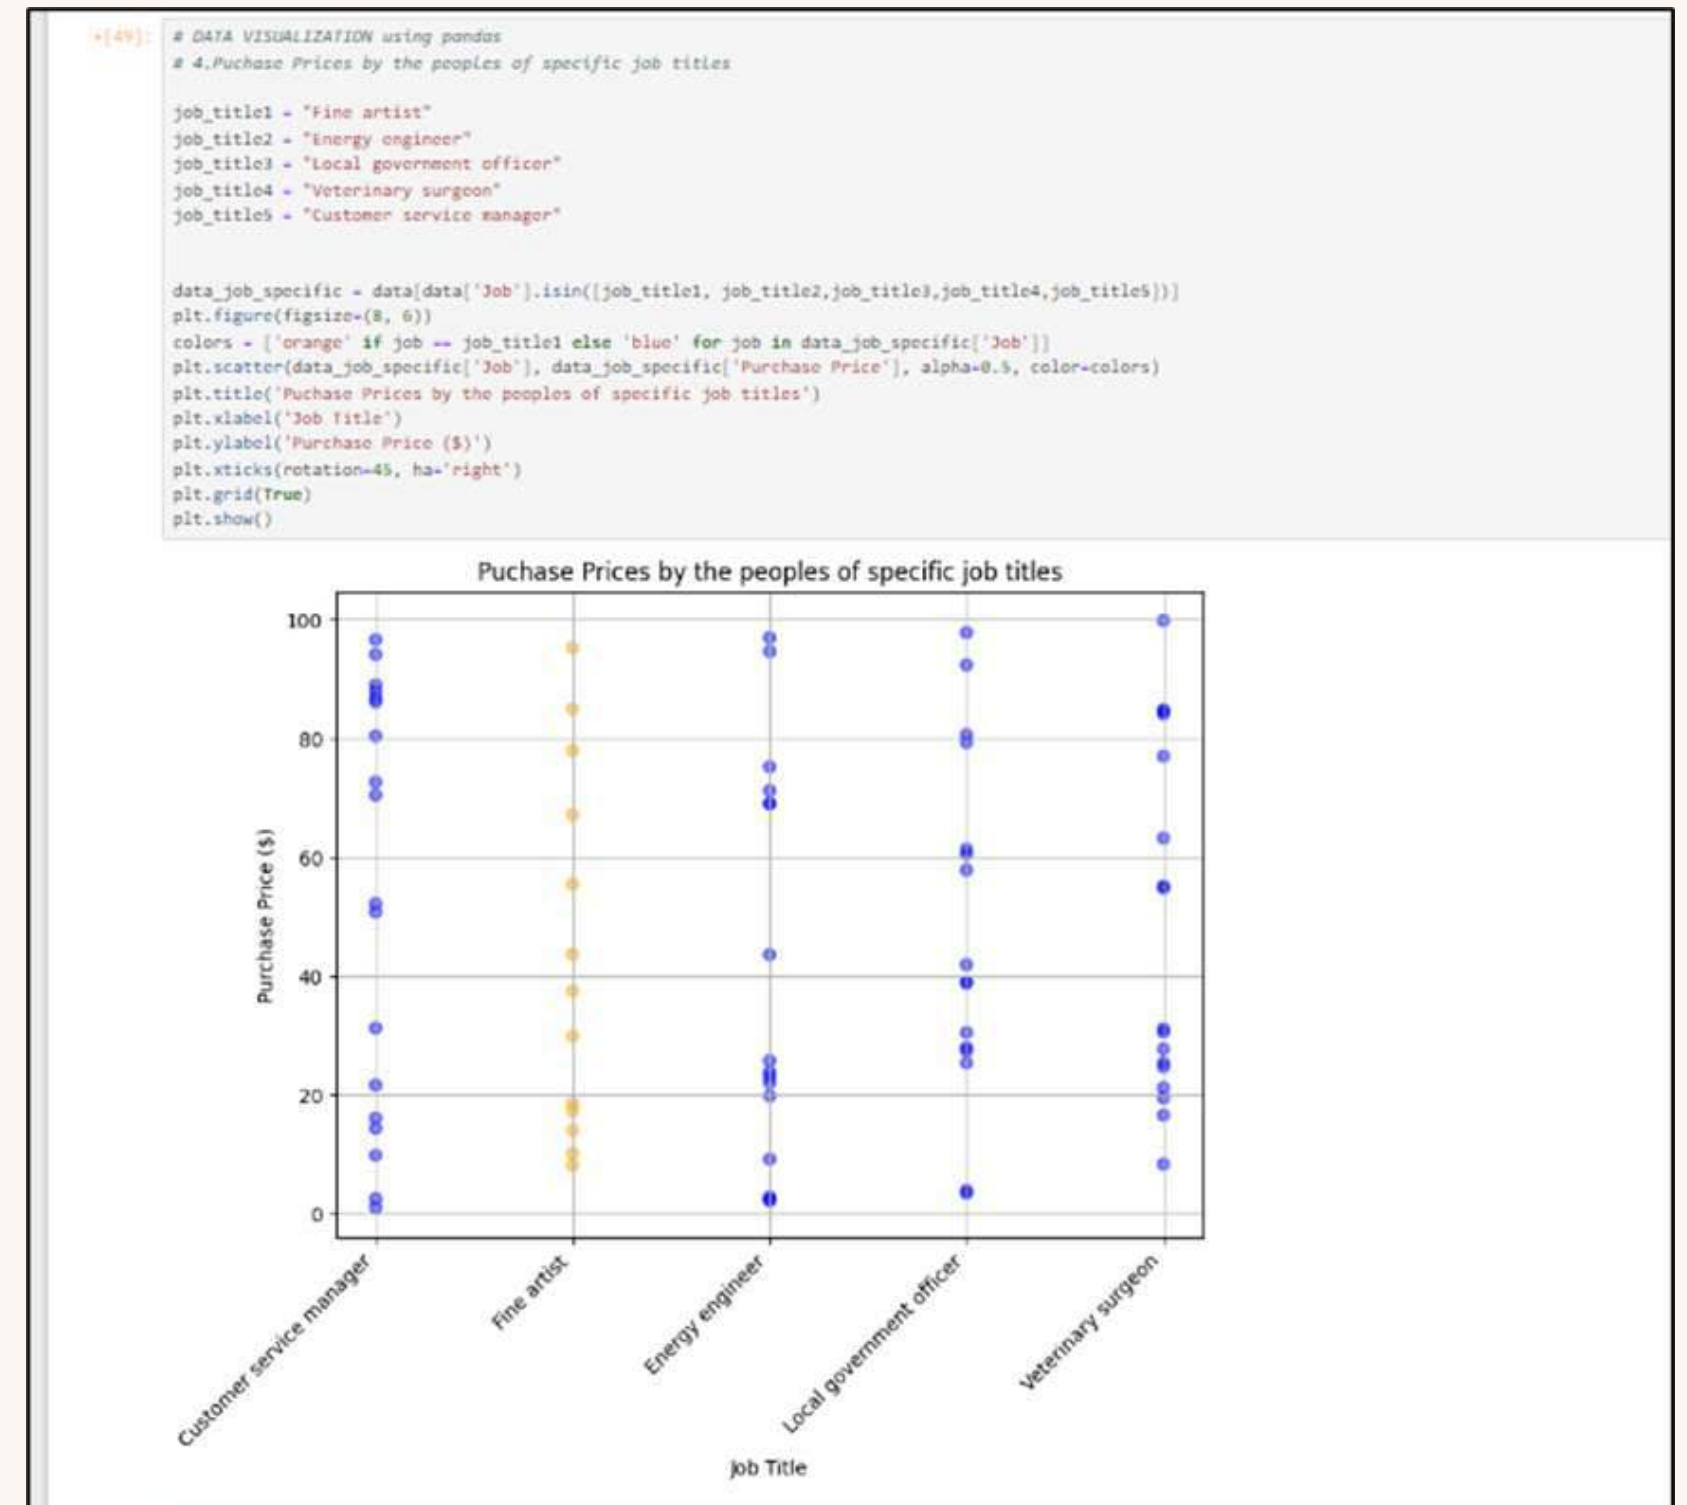 [49]:
# DATA VISUALIZATION using pandas
# 4.Puchase Prices by the peoples of specific job titles
job_title1 = "Fine artist"
job_title2 = "Energy engineer"
job_title3 = "Local government officer"
job_title4 = "Veterinary surgeon"
job_title5 = "Customer service manager"
data_job_specific = data[data['Job'].isin([job_title1, job_title2,job_title3,job_title4,job_title5])]
plt.figure(figsize=(8, 6))
colors = ['orange' if job == job_title1 else 'blue' for job in data_job_specific['Job']]
plt.scatter(data_job_specific['Job'], data_job_specific['Purchase Price'], alpha=0.5, color=colors)
plt.title('Puchase Prices by the peoples of specific job titles')
plt.xlabel('Job Title')
plt.ylabel('Purchase Price ($)')
plt.xticks(rotation=45, ha='right')
plt.grid(True)
plt.show()
Puchase Prices by the peoples of specific job titles
100
80
60
40
20
0
Purchase Price ($)
Customer service manager
Fine artist
Energy engineer
Local government officer
Veterinary surgeon
Job Title